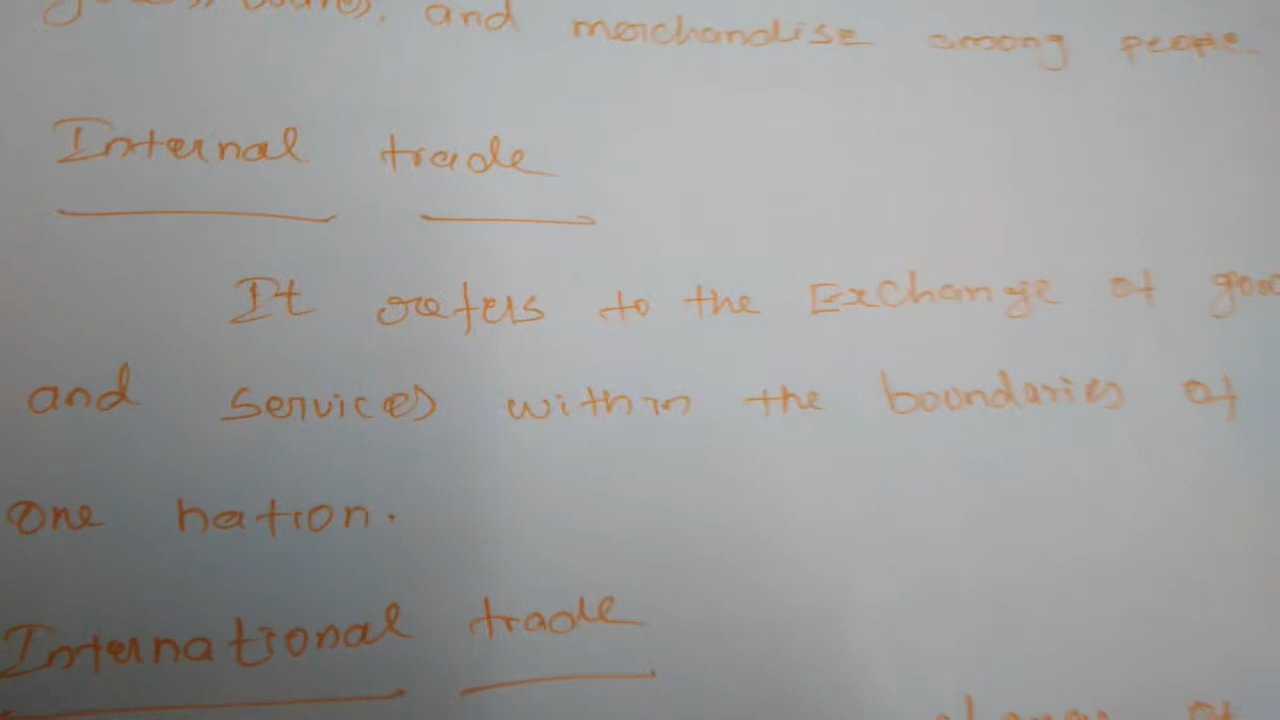 and merchandise among people.
Internal trade
It refers to the Exchange of
and services within the boundaries of
one nation.
International trade